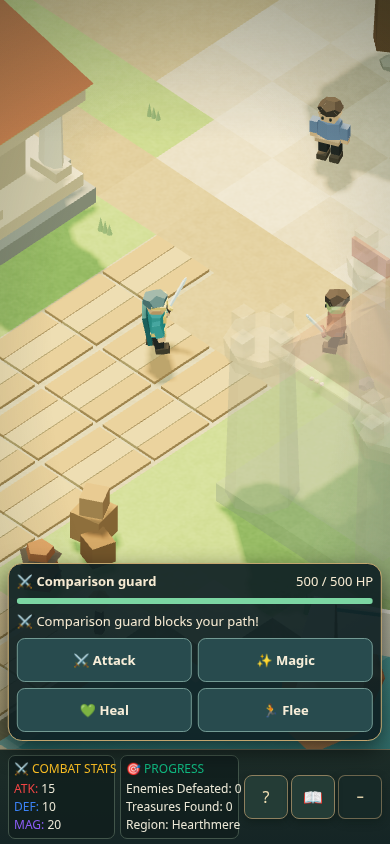 ⚔️ Comparison guard 500 / 500 HP
⚔️ Comparison guard blocks your path!
⚔️ Attack
✨ Magic
💚 Heal
🏃 Flee
⚔️ COMBAT STATS
ATK: 15
DEF: 10
MAG: 20
🎯 PROGRESS
Enemies Defeated: 0
Treasures Found: 0
Region: Hearthmere
?
📖
–